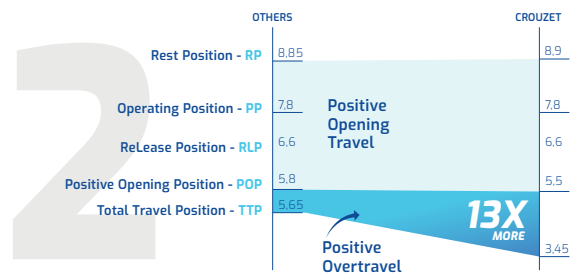 OTHERS
CROUZET
2
Rest Position - RP
8,85
8,9
Operating Position - PP
7,8
7,8
Positive
Opening
Travel
ReLease Position - RLP
6,6
6,6
Positive Opening Position - POP
5,8
5,5
Total Travel Position - TTP
5,65
13X
MORE
Positive
Overtravel
3,45